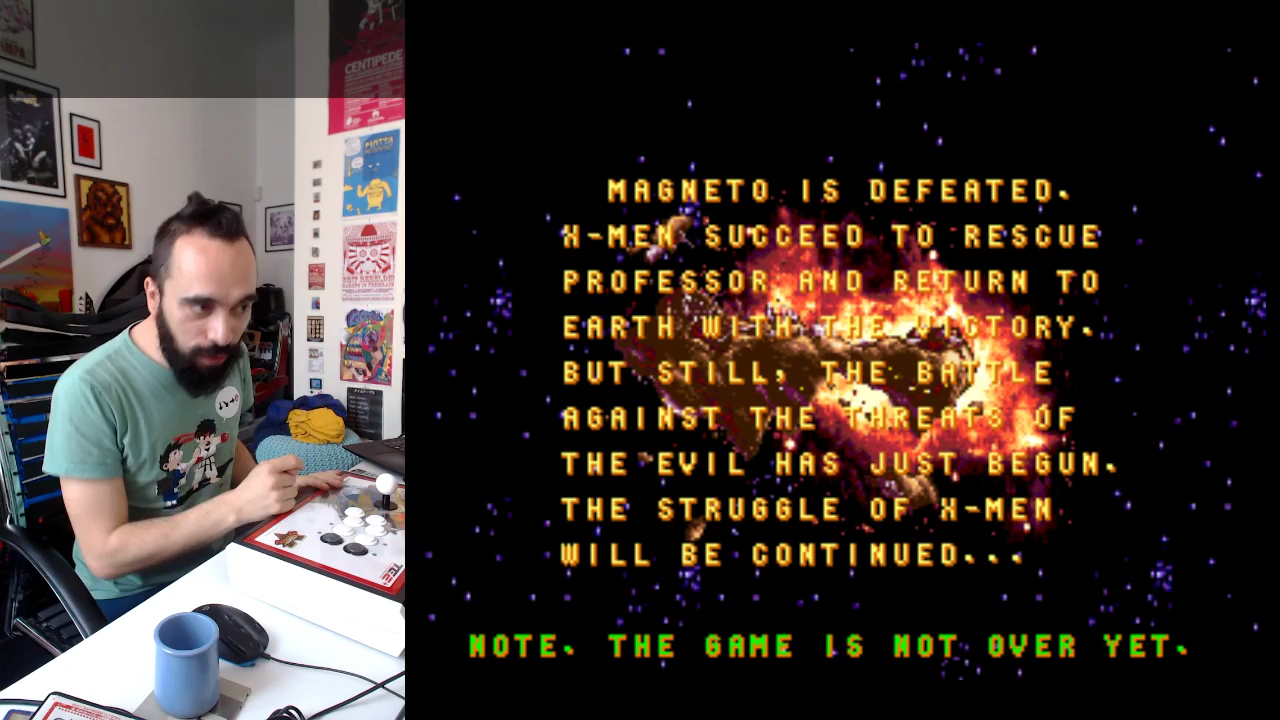 CENTIPEDE
MAGNETO IS DEFEATED.
X-MEN SUCCEED TO RESCUE
PROFESSOR AND RETURN TO
EARTH WITH THE VICTORY.
BUT STILL, THE BATTLE
AGAINST THE THREATS OF
THE EVIL HAS JUST BEGUN.
THE STRUGGLE OF X-MEN
WILL BE CONTINUED...
NOTE. THE GAME IS NOT OVER YET.